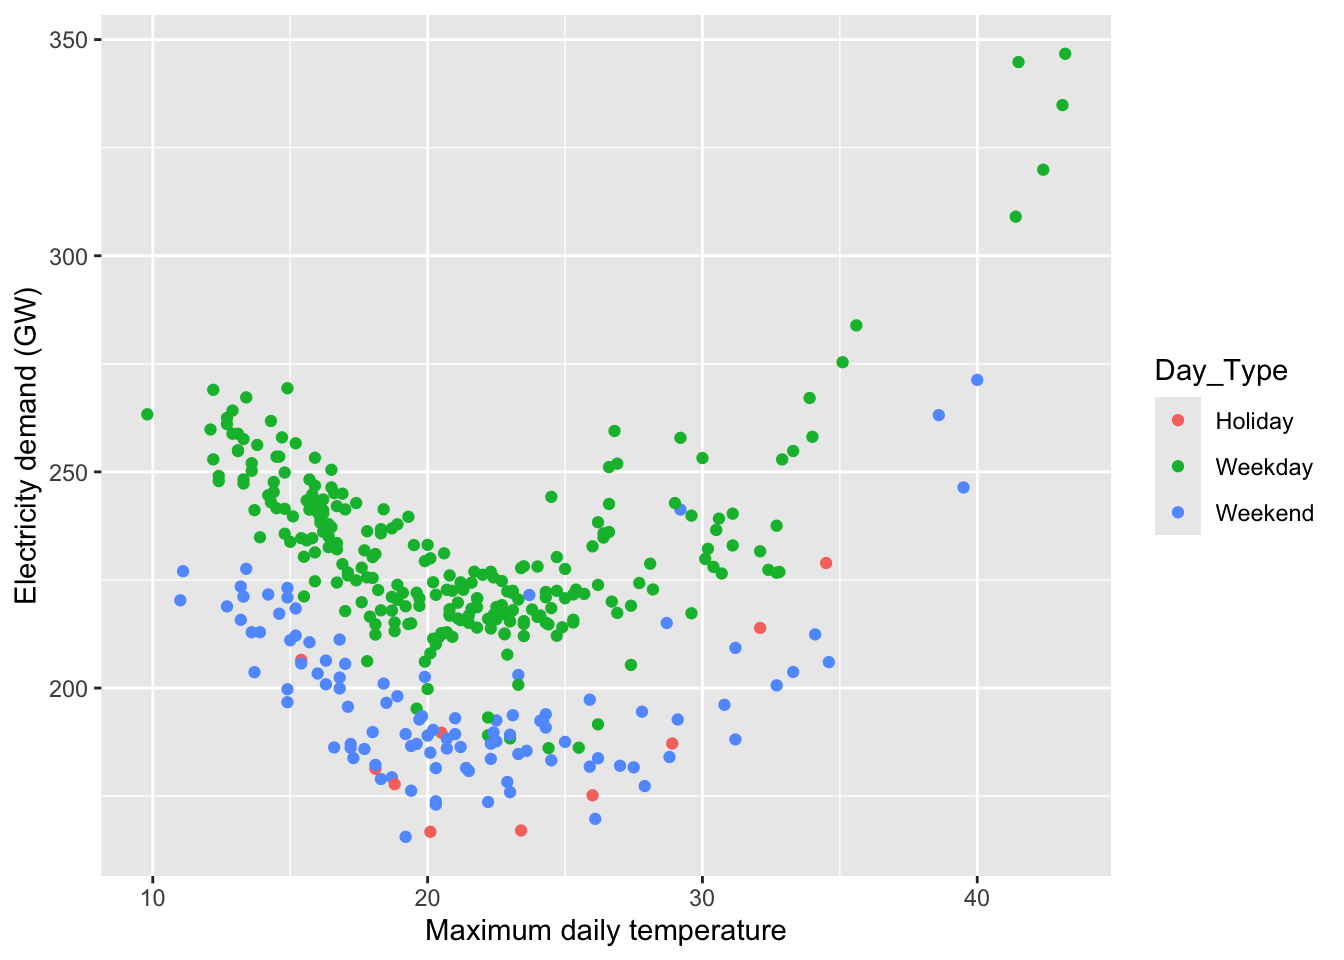 350
300
250
200
Electricity demand (GW)
10
20
30
40
Maximum daily temperature
Day_Type
Holiday
Weekday
Weekend